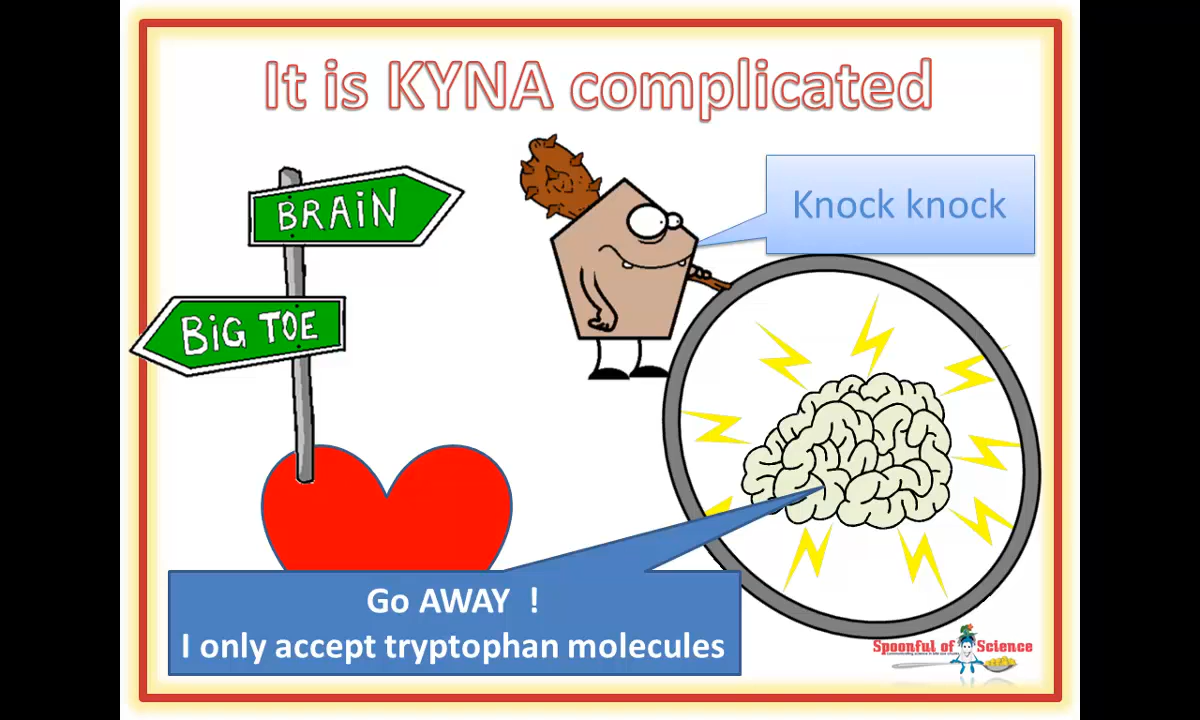 It is KYNA complicated
BRAiN
BiG TOE
Knock knock
Go AWAY !
I only accept tryptophan molecules
Spoonful of Science